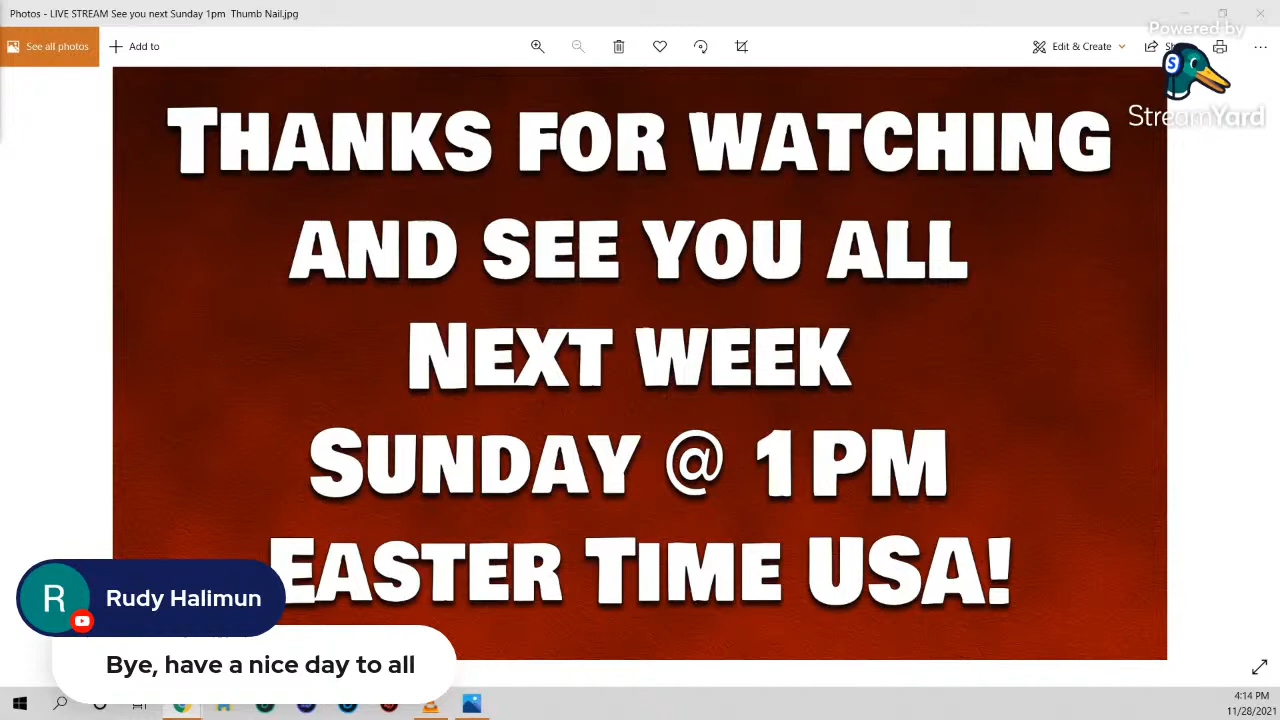 Photos - LIVE STREAM See you next Sunday 1pm Thumb Nail.jpg
See all photos
Add to
Edit & Create
Powered by
StreamYard
THANKS FOR WATCHING
AND SEE YOU ALL
NEXT WEEK
SUNDAY @ 1PM
EASTER TIME USA!
R
Rudy Halimun
Bye, have a nice day to all
4:14 PM
11/28/2021